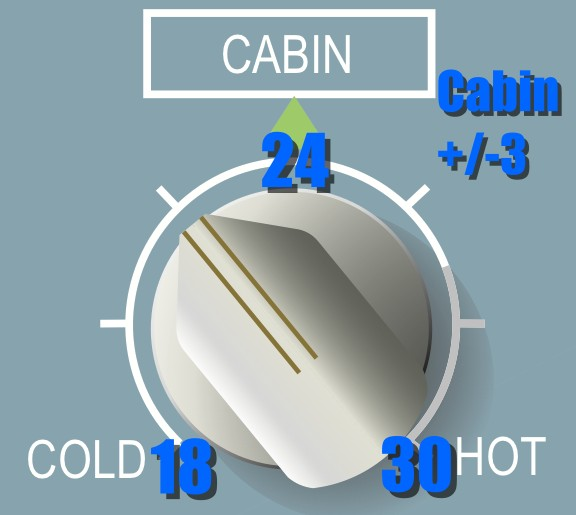 CABIN
Cabin
+/-3
24
COLD 18 30 HOT